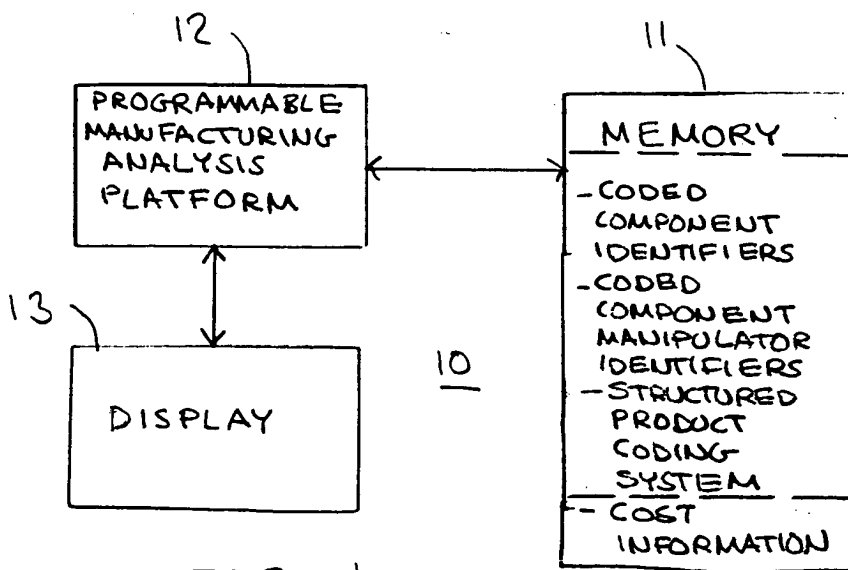 12
11
PROGRAMMABLE
MANUFACTURING
ANALYSIS
PLATFORM
MEMORY
-CODED
COMPONENT
IDENTIFIERS
-CODED
COMPONENT
MANIPULATOR
IDENTIFIERS
-STRUCTURED
PRODUCT
CODING
SYSTEM
-COST
INFORMATION
13
DISPLAY
10